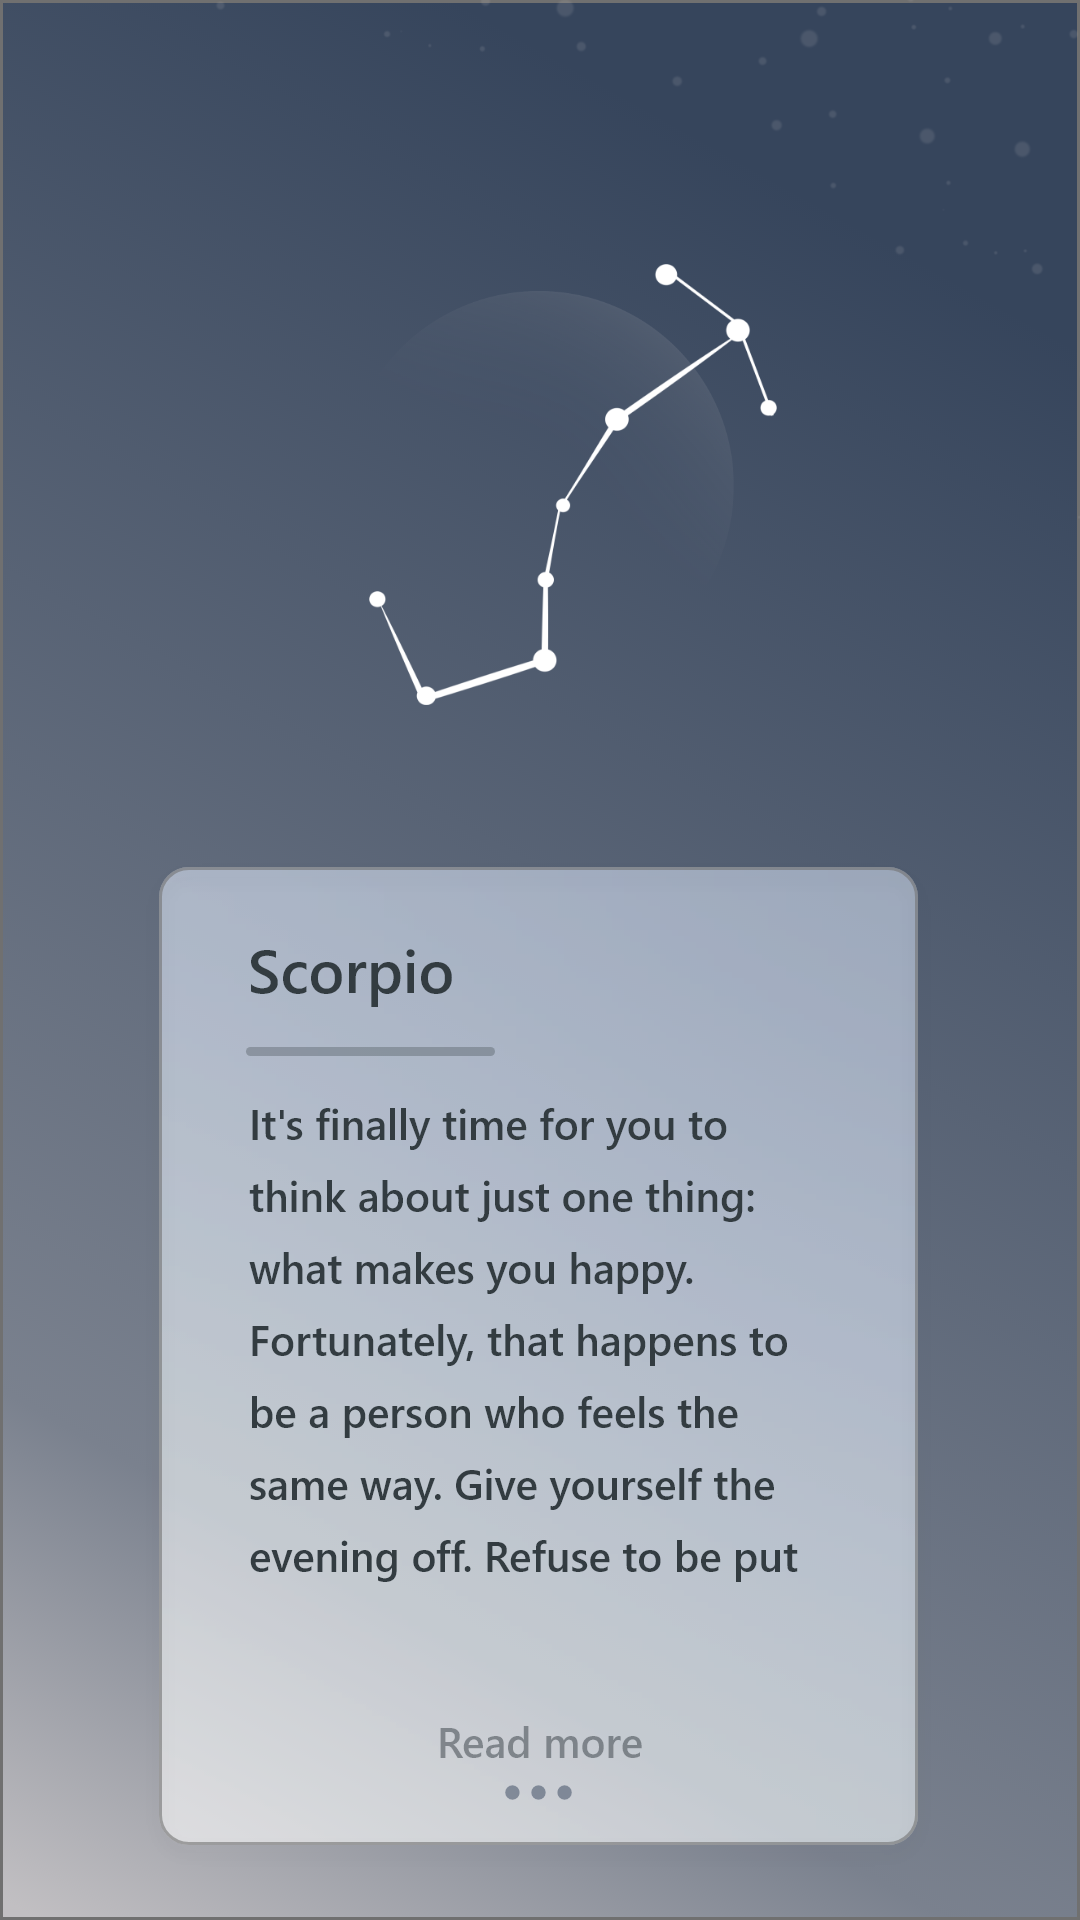 Scorpio
It's finally time for you to
think about just one thing:
what makes you happy.
Fortunately, that happens to
be a person who feels the
same way. Give yourself the
evening off. Refuse to be put
Read more